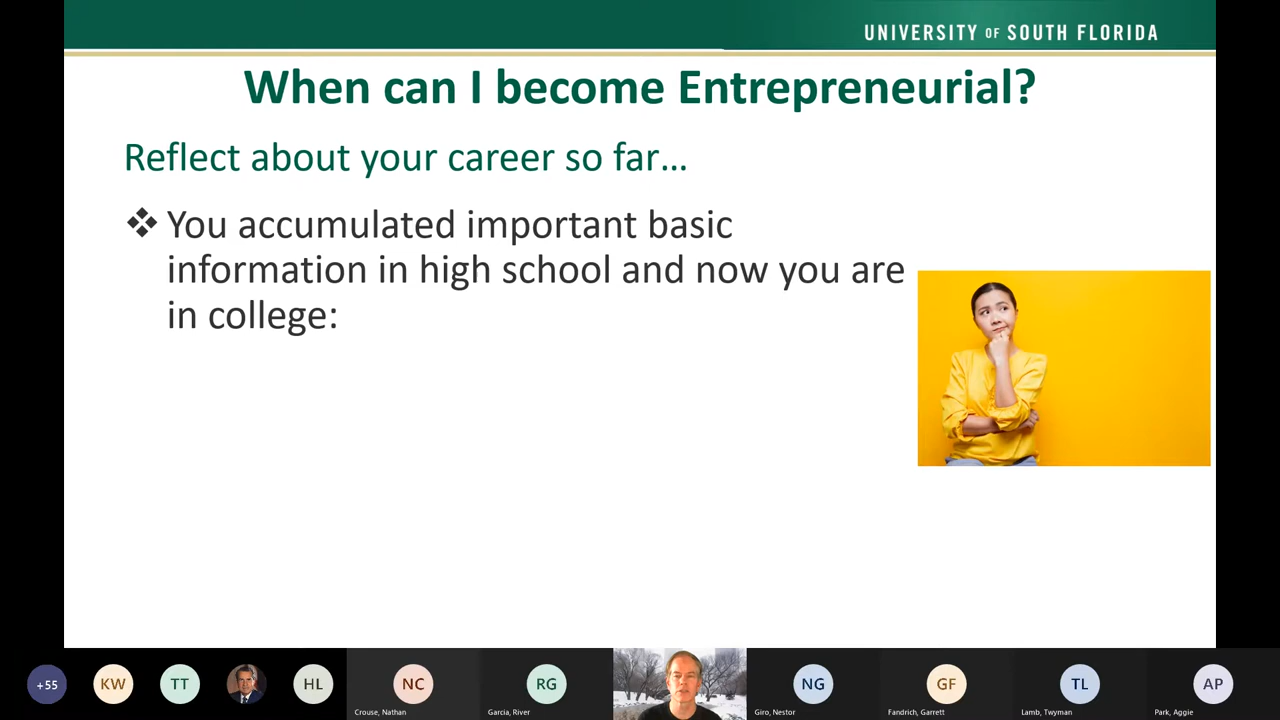 UNIVERSITY OF SOUTH FLORIDA
When can I become Entrepreneurial?
Reflect about your career so far...
You accumulated important basic
information in high school and now you are
in college:
+55
KW
TT
HL
NC
Crouse, Nathan
RG
Garcia, River
NG
Giro, Nestor
GF
Fandrich, Garrett
TL
Lamb, Twyman
AP
Park, Aggie